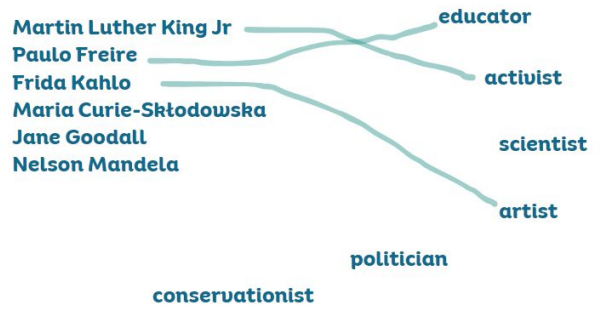 Martin Luther King Jr
Paulo Freire
Frida Kahlo
Maria Curie-Skłodowska
Jane Goodall
Nelson Mandela
educator
activist
scientist
artist
politician
conservationist